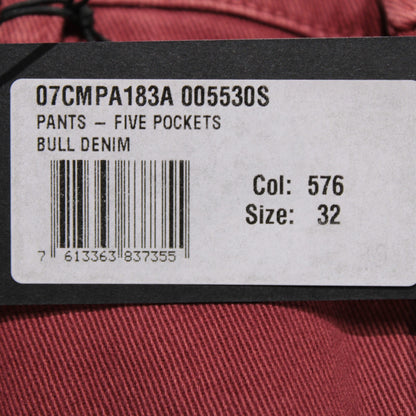 07CMPA183A 005530S
PANTS – FIVE POCKETS
BULL DENIM
Col: 576
Size: 32
7 613363 837355